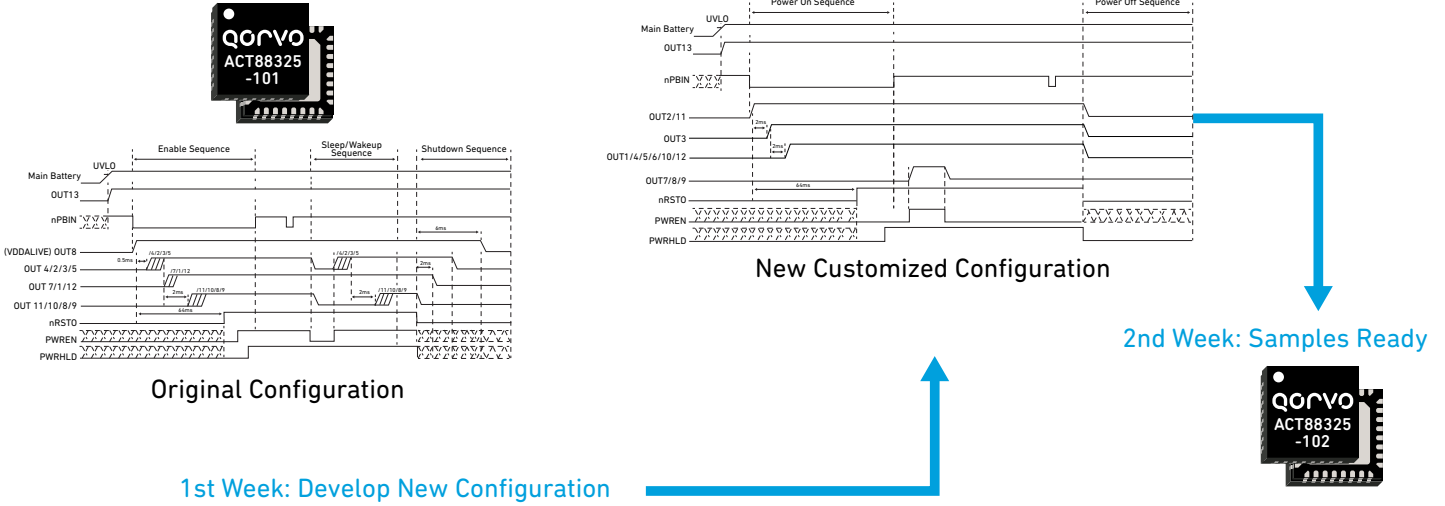 QORVO
ACT88325
-101
Enable Sequence
Sleep/Wakeup
Sequence
Shutdown Sequence
UVLO
Main Battery
OUT13
nPBIN
6ms
(VDDALIVE) OUT8
0.5ms
/4/2/3/5
/4/2/3/5
OUT 4/2/3/5
2ms
/7/1/12
OUT 7/1/12
2ms
/11/10/8/9
2ms
/11/10/8/9
OUT 11/10/8/9
64ms
nRSTO
PWREN
PWRHLD
Original Configuration
1st Week: Develop New Configuration
Power On Sequence
Power Off Sequence
UVLO
Main Battery
OUT13
nPBIN
OUT2/11
2ms
OUT3
2ms
OUT1/4/5/6/10/12
OUT7/8/9
64ms
nRSTO
PWREN
PWRHLD
New Customized Configuration
2nd Week: Samples Ready
QORVO
ACT88325
-102